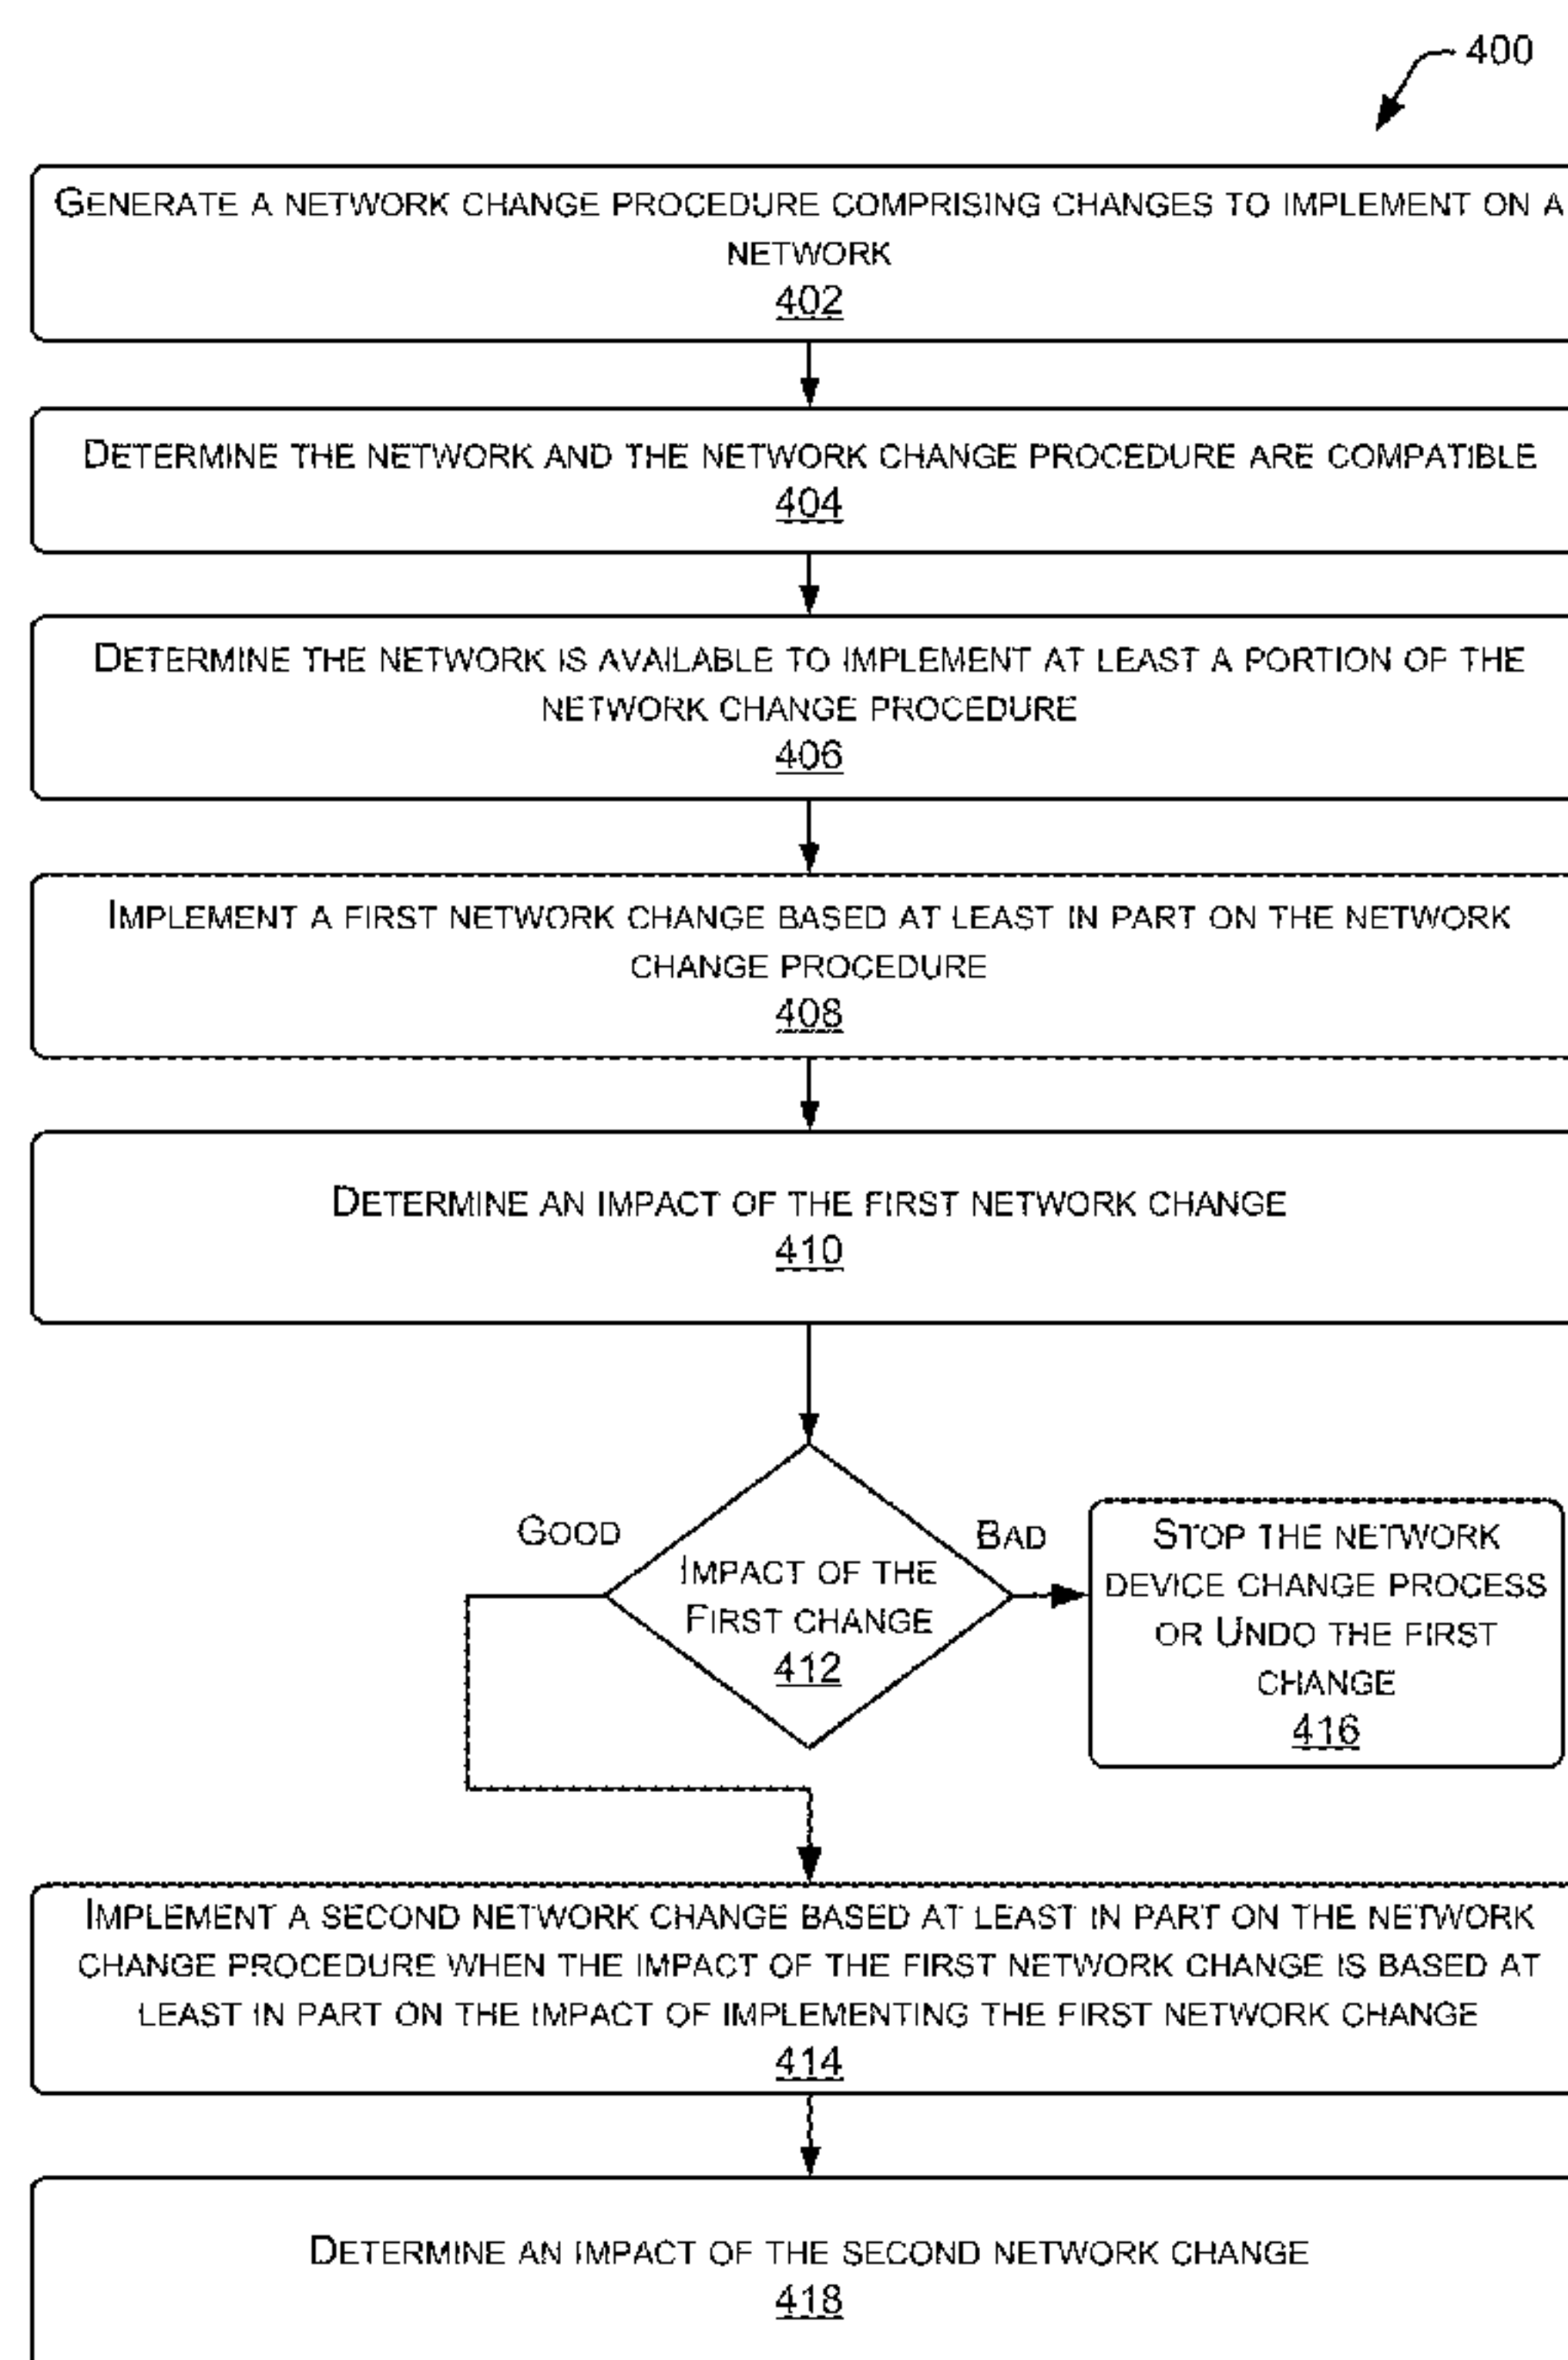 400
GENERATE A NETWORK CHANGE PROCEDURE COMPRISING CHANGES TO IMPLEMENT ON A
NETWORK
402
DETERMINE THE NETWORK AND THE NETWORK CHANGE PROCEDURE ARE COMPATIBLE
404
DETERMINE THE NETWORK IS AVAILABLE TO IMPLEMENT AT LEAST A PORTION OF THE
NETWORK CHANGE PROCEDURE
406
IMPLEMENT A FIRST NETWORK CHANGE BASED AT LEAST IN PART ON THE NETWORK
CHANGE PROCEDURE
408
DETERMINE AN IMPACT OF THE FIRST NETWORK CHANGE
410
GOOD
IMPACT OF THE
FIRST CHANGE
412
BAD
STOP THE NETWORK
DEVICE CHANGE PROCESS
OR UNDO THE FIRST
CHANGE
416
IMPLEMENT A SECOND NETWORK CHANGE BASED AT LEAST IN PART ON THE NETWORK
CHANGE PROCEDURE WHEN THE IMPACT OF THE FIRST NETWORK CHANGE IS BASED AT
LEAST IN PART ON THE IMPACT OF IMPLEMENTING THE FIRST NETWORK CHANGE
414
DETERMINE AN IMPACT OF THE SECOND NETWORK CHANGE
418